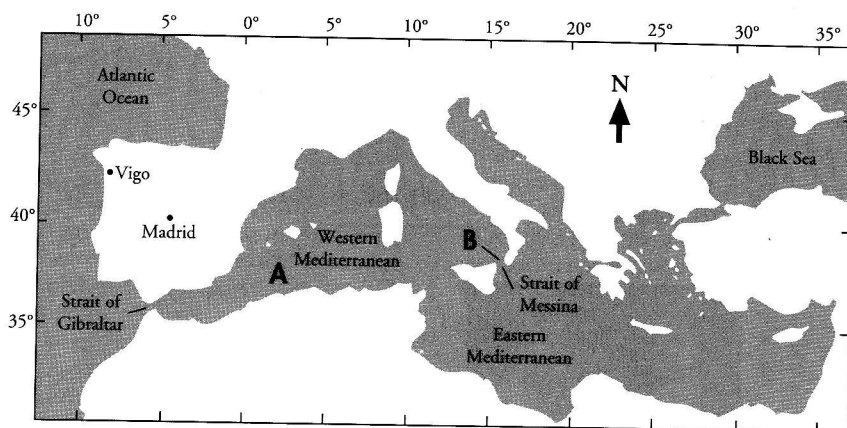 10° 5° 0° 5° 10° 15° 20° 25° 30° 35°
Atlantic
Ocean
N
45°
Black Sea
Vigo
40°
Madrid
Western
Mediterranean
A
B
Strait of
Messina
Strait of
Gibraltar
35°
Eastern
Mediterranean